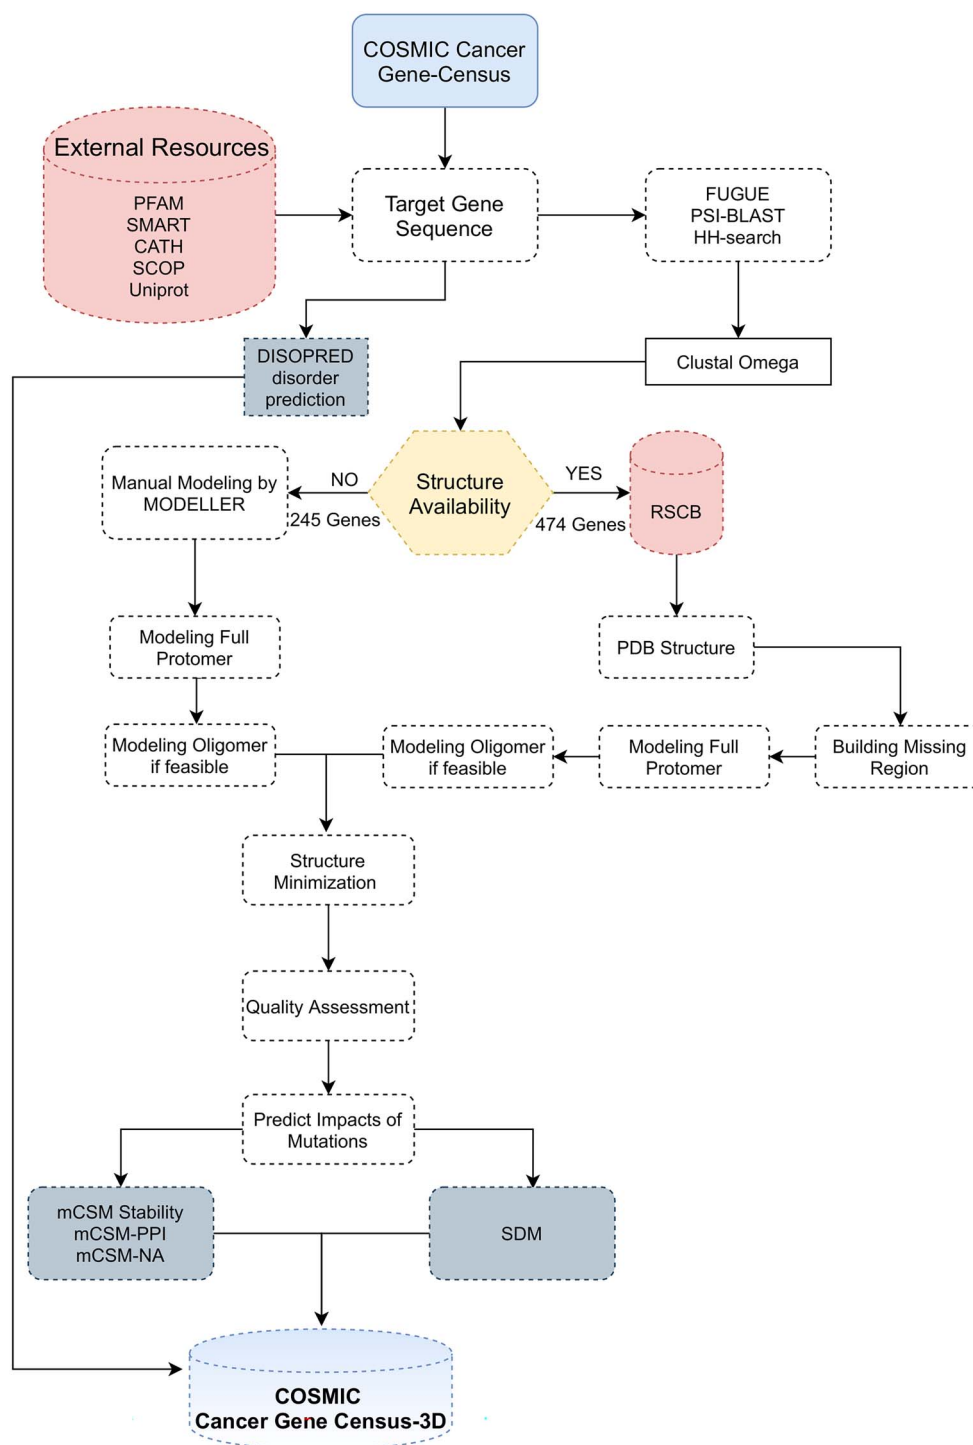 COSMIC Cancer
Gene-Census
External Resources
PFAM
SMART
CATH
SCOP
Uniprot
Target Gene
Sequence
FUGUE
PSI-BLAST
HH-search
DISOPRED
disorder
prediction
Clustal Omega
Manual Modeling by
MODELLER
NO
245 Genes
Structure
Availability
YES
474 Genes
RSCB
Modeling Full
Protomer
PDB Structure
Modeling Oligomer
if feasible
Modeling Oligomer
if feasible
Modeling Full
Protomer
Building Missing
Region
Structure
Minimization
Quality Assessment
Predict Impacts of
Mutations
mCSM Stability
mCSM-PPI
mCSM-NA
SDM
COSMIC
Cancer Gene Census-3D